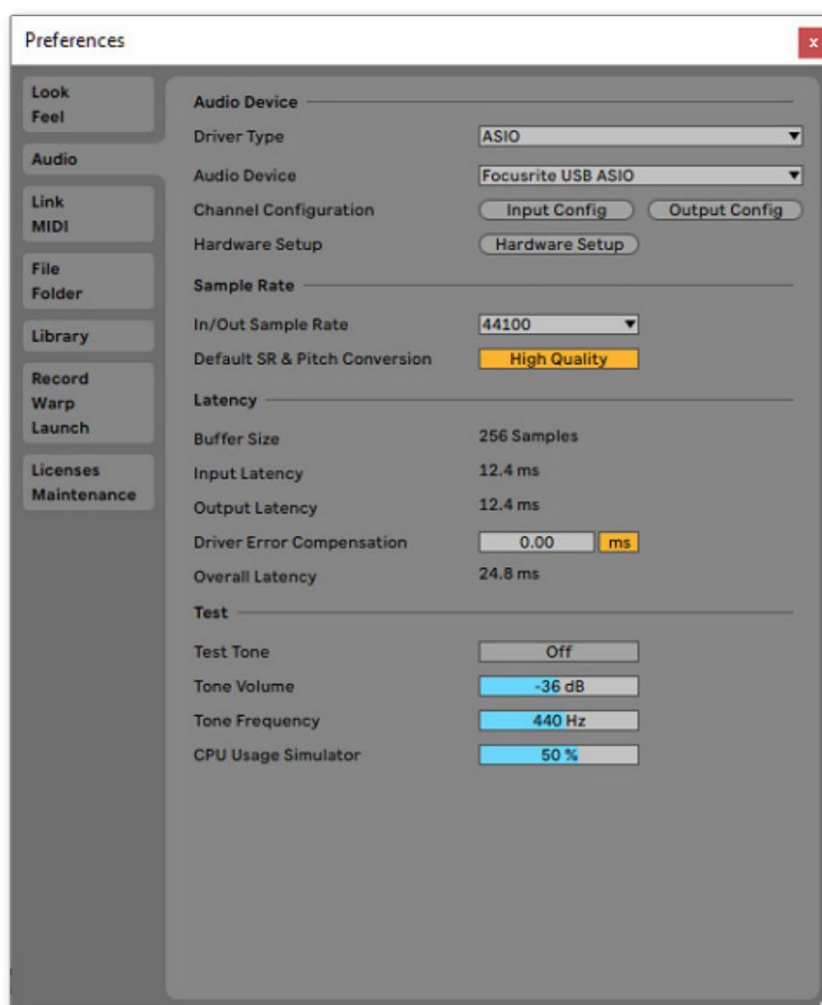 Preferences
x
Look
Feel
Audio
Link
MIDI
File
Folder
Library
Record
Warp
Launch
Licenses
Maintenance
Audio Device
Driver Type ASIO
Audio Device Focusrite USB ASIO
Channel Configuration Input Config Output Config
Hardware Setup Hardware Setup
Sample Rate
In/Out Sample Rate 44100
Default SR & Pitch Conversion High Quality
Latency
Buffer Size 256 Samples
Input Latency 12.4 ms
Output Latency 12.4 ms
Driver Error Compensation 0.00 ms
Overall Latency 24.8 ms
Test
Test Tone Off
Tone Volume -36 dB
Tone Frequency 440 Hz
CPU Usage Simulator 50 %